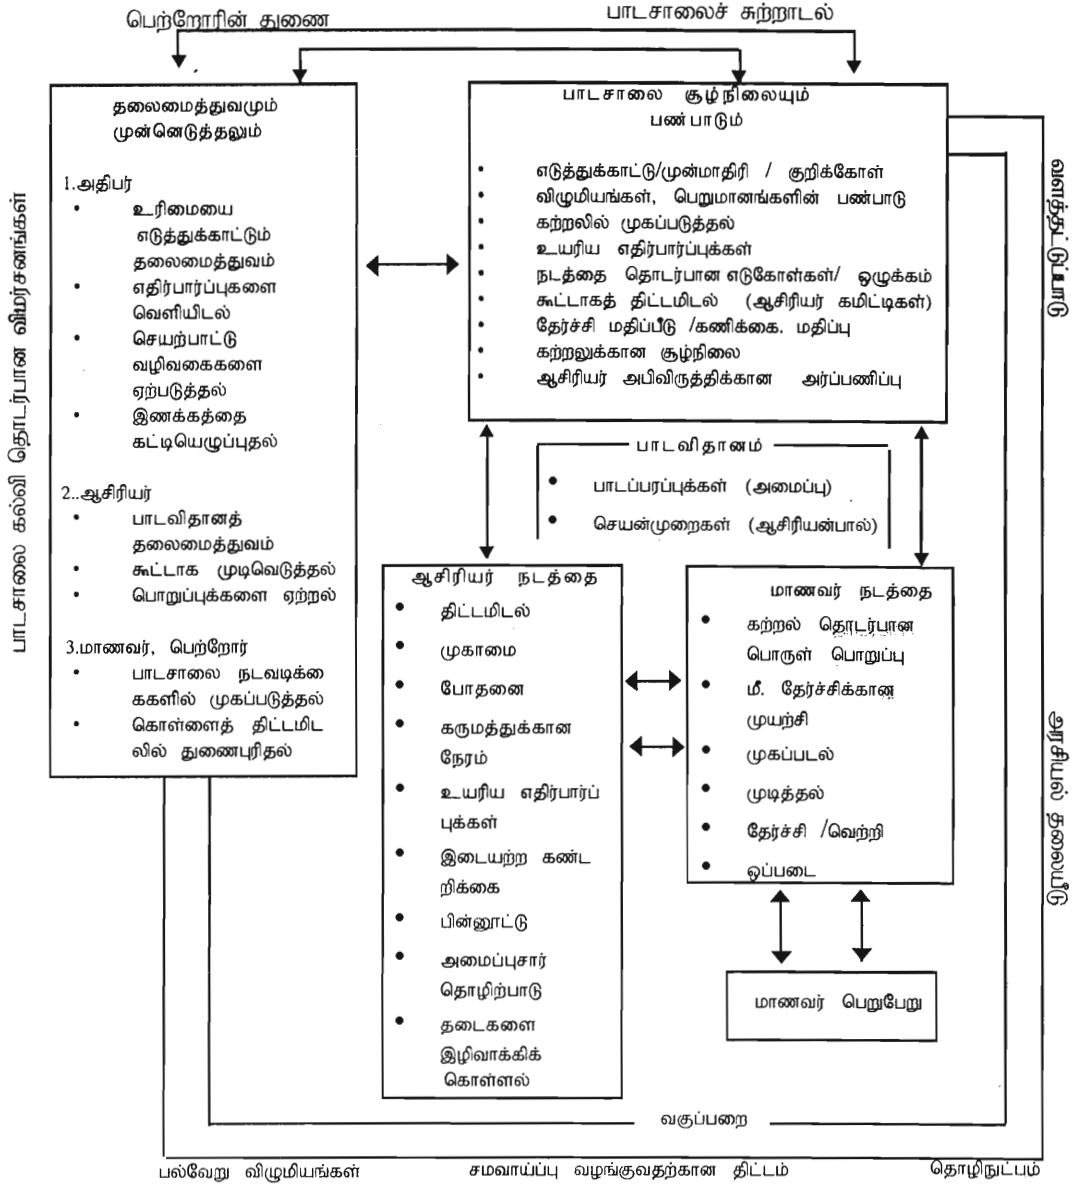 பெற்றோரின் துணை
பாடசாலைச் சுற்றாடல்
பாடசாலை கல்வி தொடர்பான விமர்சனங்கள்
தலைமைத்துவமும்
முன்னெடுத்தலும்
1.அதிபர்
• உரிமையை
எடுத்துக்காட்டும்
தலைமைத்துவம்
• எதிர்பார்ப்புகளை
வெளியிடல்
• செயற்பாட்டு
வழிவகைகளை
ஏற்படுத்தல்
• இணக்கத்தை
கட்டியெழுப்புதல்
2..ஆசிரியர்
• பாடவிதானத்
தலைமைத்துவம்
• கூட்டாக முடிவெடுத்தல்
• பொறுப்புக்களை ஏற்றல்
3.மாணவர், பெற்றோர்
• பாடசாலை நடவடிக்கை
ககளில் முகப்படுத்தல்
• கொள்ளைத் திட்டமிட
லில் துணைபுரிதல்
பாடசாலை சூழ்நிலையும்
பண்பாடும்
• எடுத்துக்காட்டு/முன்மாதிரி / குறிக்கோள்
• விழுமியங்கள், பெறுமானங்களின் பண்பாடு
• கற்றலில் முகப்படுத்தல்
• உயரிய எதிர்பார்ப்புக்கள்
• நடத்தை தொடர்பான எடுகோள்கள்/ ஒழுக்கம்
• கூட்டாகத் திட்டமிடல் (ஆசிரியர் கமிட்டிகள்)
• தேர்ச்சி மதிப்பீடு /கணிக்கை. மதிப்பு
• கற்றலுக்கான சூழ்நிலை
• ஆசிரியர் அபிவிருத்திக்கான அர்ப்பணிப்பு
பாடவிதானம்
• பாடப்பரப்புக்கள் (அமைப்பு)
• செயன்முறைகள் (ஆசிரியன்பால்)
ஆசிரியர் நடத்தை
• திட்டமிடல்
• முகாமை
• போதனை
• கருமத்துக்கான
நேரம்
• உயரிய எதிர்பார்ப்
புக்கள்
• இடையற்ற கண்ட
றிக்கை
• பின்னூட்டு
• அமைப்புசார்
தொழிற்பாடு
• தடைகளை
இழிவாக்கிக்
கொள்ளல்
மாணவர் நடத்தை
• கற்றல் தொடர்பான
பொருள் பொறுப்பு
• மீ. தேர்ச்சிக்கான
முயற்சி
• முகப்படல்
• முடித்தல்
• தேர்ச்சி /வெற்றி
• ஒப்படை
மாணவர் பெறுபேறு
வளத்தட்டுப்பாடு
அரசியல் தலையீடு
வகுப்பறை
பல்வேறு விழுமியங்கள்
சமவாய்ப்பு வழங்குவதற்கான திட்டம்
தொழிநுட்பம்